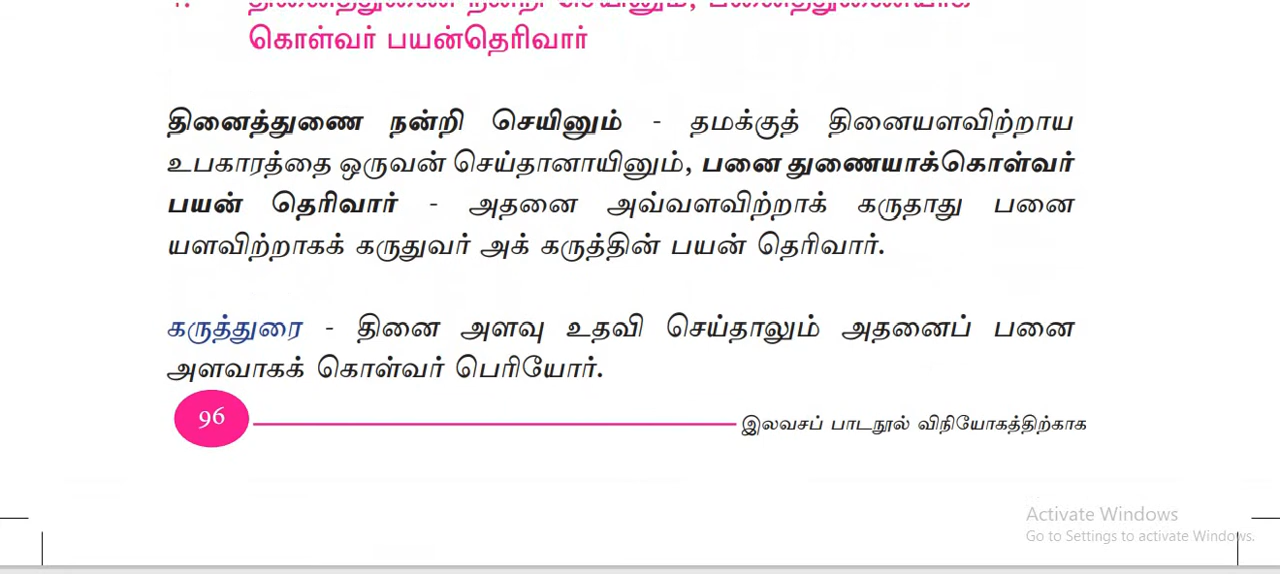 தினைத்துணை நன்றி செயினும், பனைத்துணையாக
கொள்வர் பயன்தெரிவார்
தினைத்துணை நன்றி செயினும் - தமக்குத் தினையளவிற்றாய
உபகாரத்தை ஒருவன் செய்தானாயினும், பனை துணையாக்கொள்வர்
பயன் தெரிவார் - அதனை அவ்வளவிற்றாக் கருதாது பனை
யளவிற்றாகக் கருதுவர் அக் கருத்தின் பயன் தெரிவார்.
கருத்துரை - தினை அளவு உதவி செய்தாலும் அதனைப் பனை
அளவாகக் கொள்வர் பெரியோர்.
96
இலவசப் பாடநூல் விநியோகத்திற்காக
Activate Windows
Go to Settings to activate Windows.